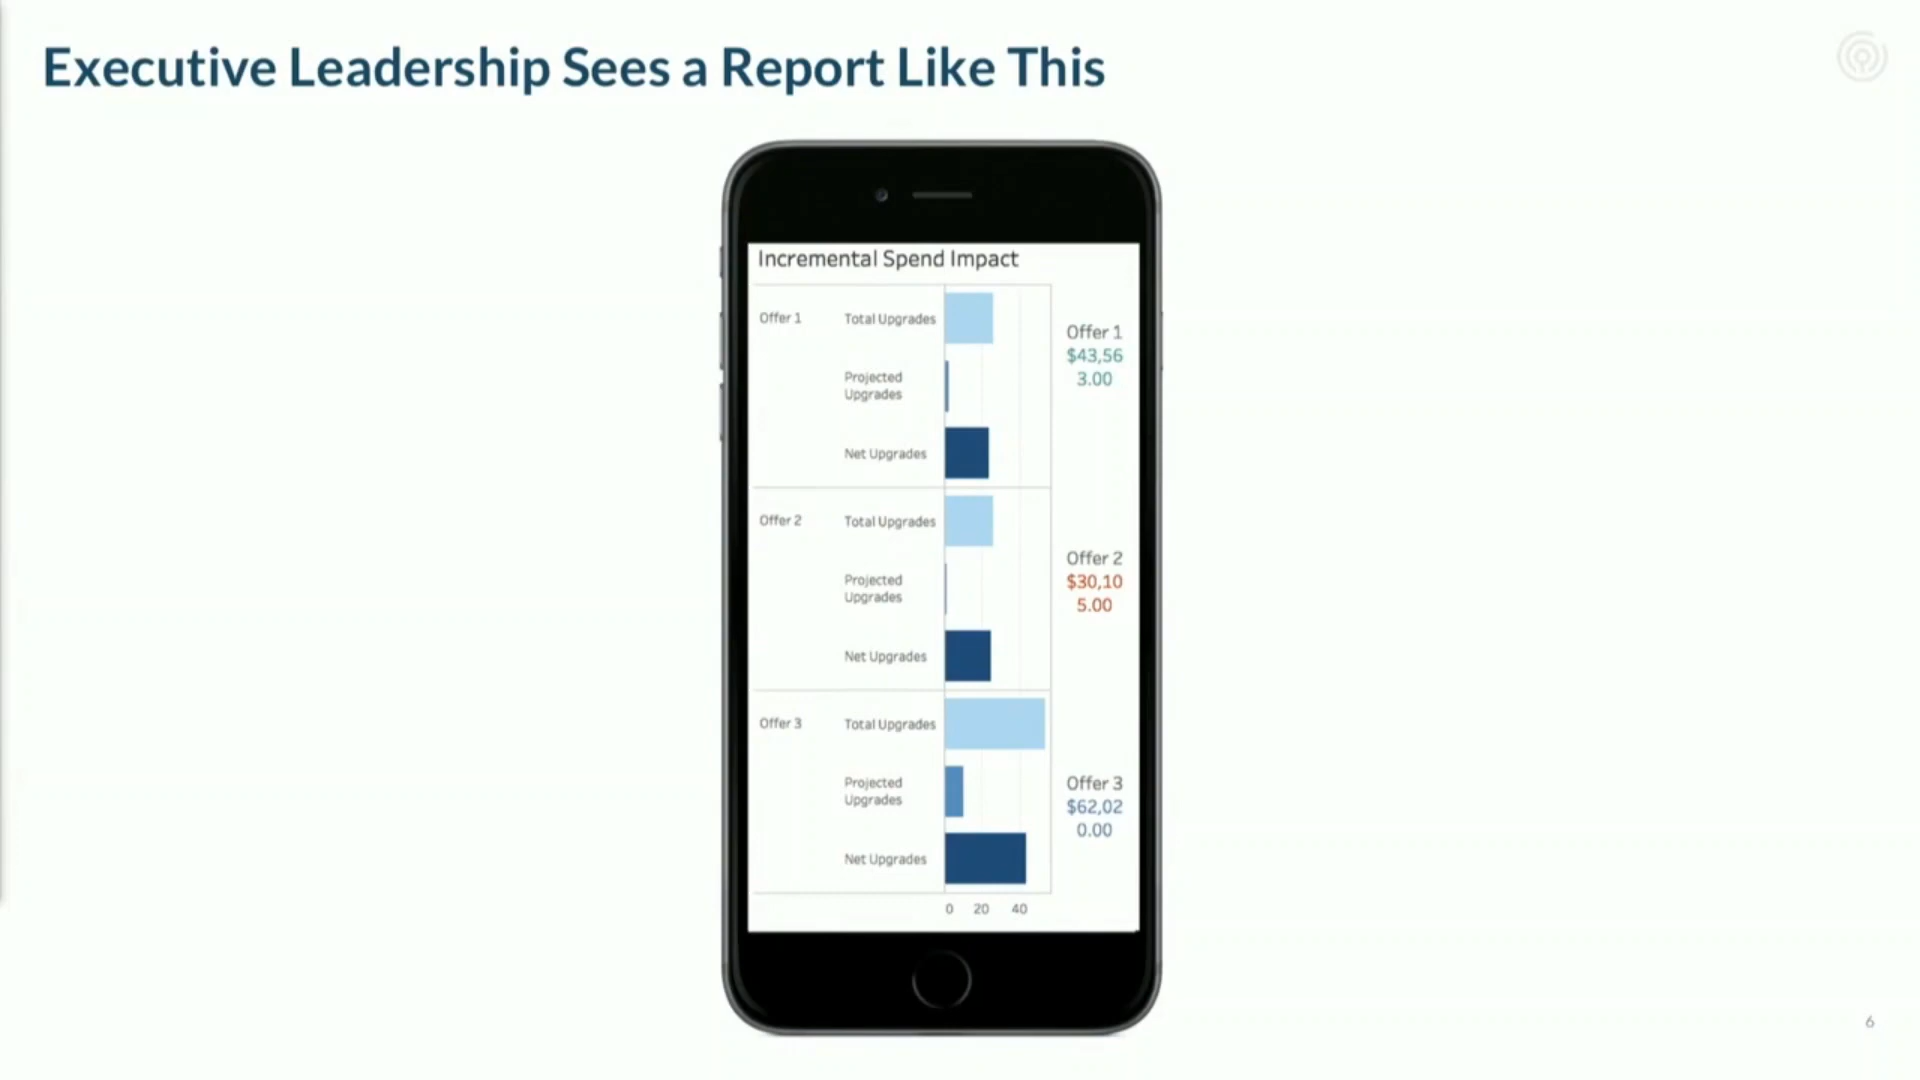 Executive Leadership Sees a Report Like This
Incremental Spend Impact
Offer 1
Total Upgrades
Projected
Upgrades
Net Upgrades
Offer 1
$43,56
3.00
Offer 2
Total Upgrades
Projected
Upgrades
Net Upgrades
Offer 2
$30,10
5.00
Offer 3
Total Upgrades
Projected
Upgrades
Net Upgrades
Offer 3
$62,02
0.00
0 20 40
6